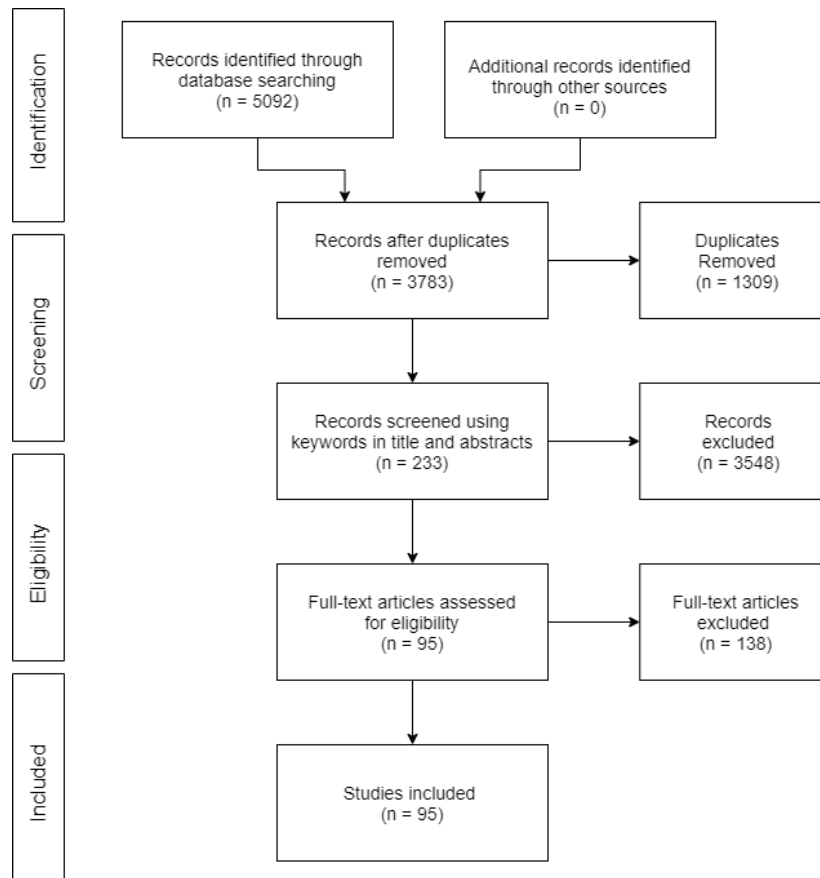 Identification
Records identified through
database searching
(n = 5092)
Additional records identified
through other sources
(n = 0)
Records after duplicates
removed
(n = 3783)
Duplicates
Removed
(n = 1309)
Screening
Records screened using
keywords in title and abstracts
(n = 233)
Records
excluded
(n = 3548)
Eligibility
Full-text articles assessed
for eligibility
(n = 95)
Full-text articles
excluded
(n = 138)
Included
Studies included
(n = 95)